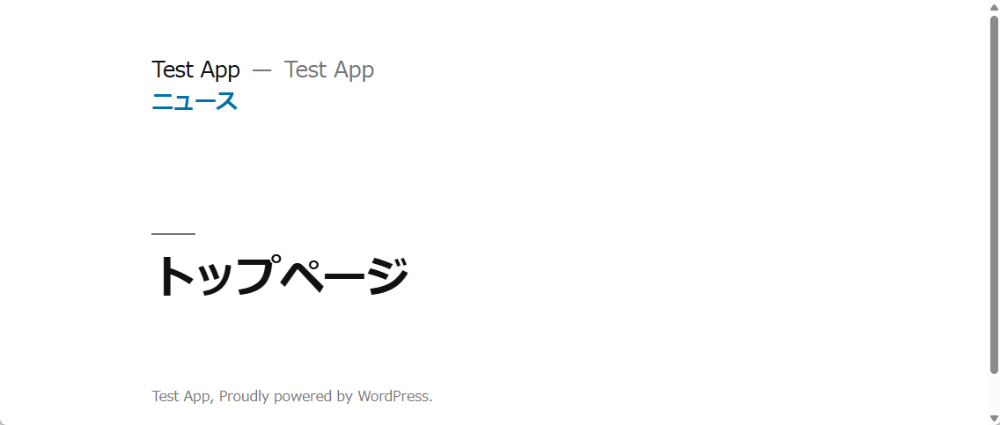 Test App — Test App
ニュース
トップページ
Test App, Proudly powered by WordPress.